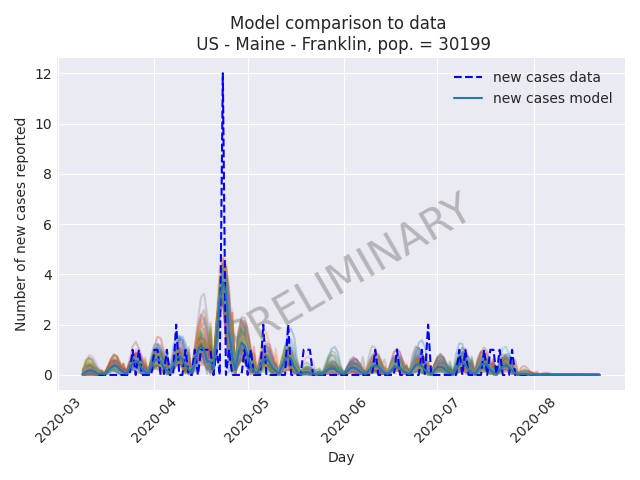 Model comparison to data
US - Maine - Franklin, pop. = 30199
new cases data
new cases model
12
10
8
6
4
2
0
Number of new cases reported
PRELIMINARY
2020-03
2020-04
2020-05
2020-06
2020-07
2020-08
Day